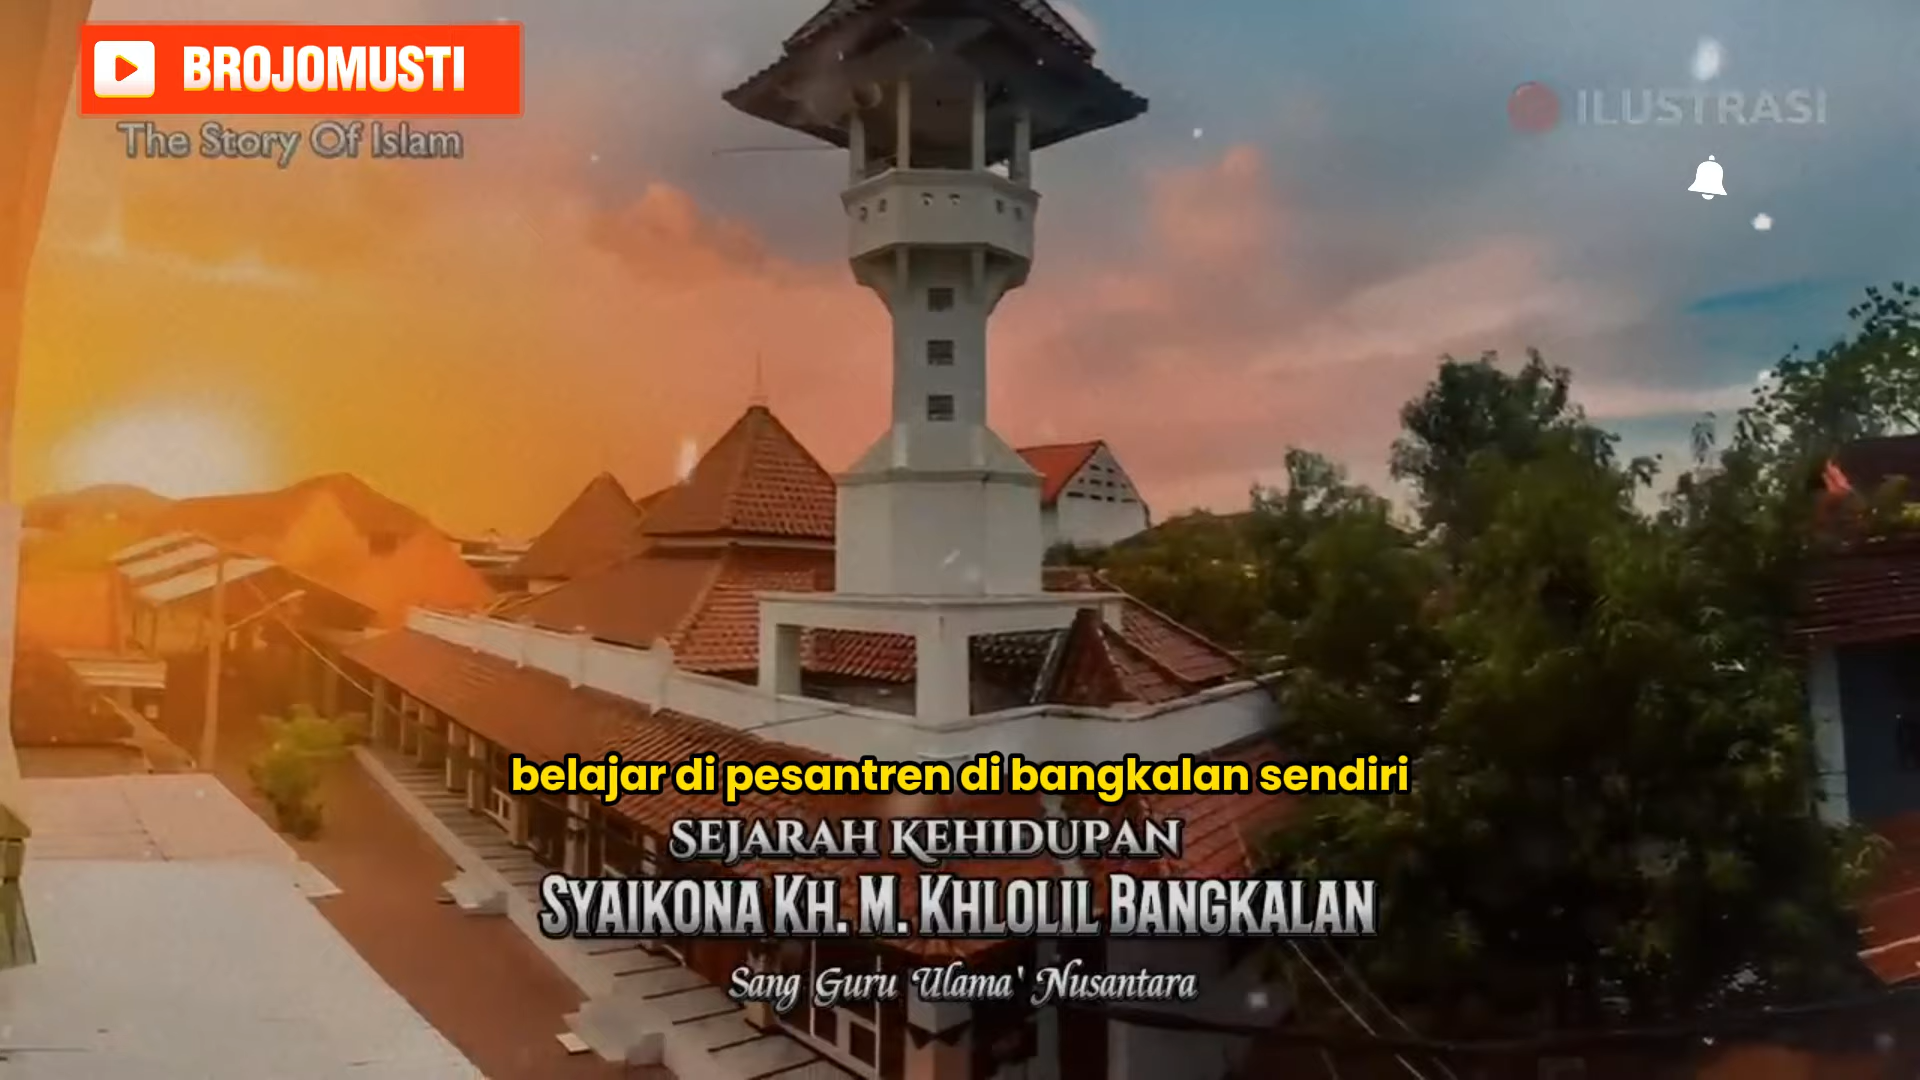 BROJOMUSTI
The Story Of Islam
ILUSTRASI
belajar di pesantren di bangkalan sendiri
SEJARAH KEHIDUPAN
SYAIKONA KH. M. KHLOLIL BANGKALAN
Sang Guru Ulama' Nusantara